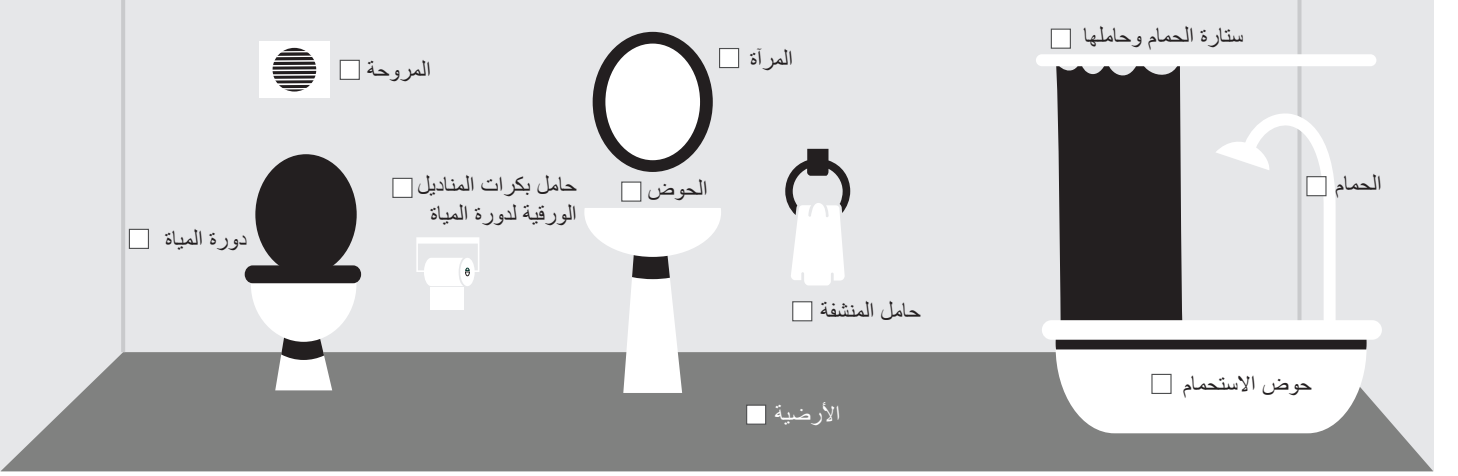 ستارة الحمام وحاملها
المرآة
المروحة
الحمام
الحوض
حامل بكرات المناديل
الورقية لدورة المياة
دورة المياة
حامل المنشفة
حوض الاستحمام
الأرضية